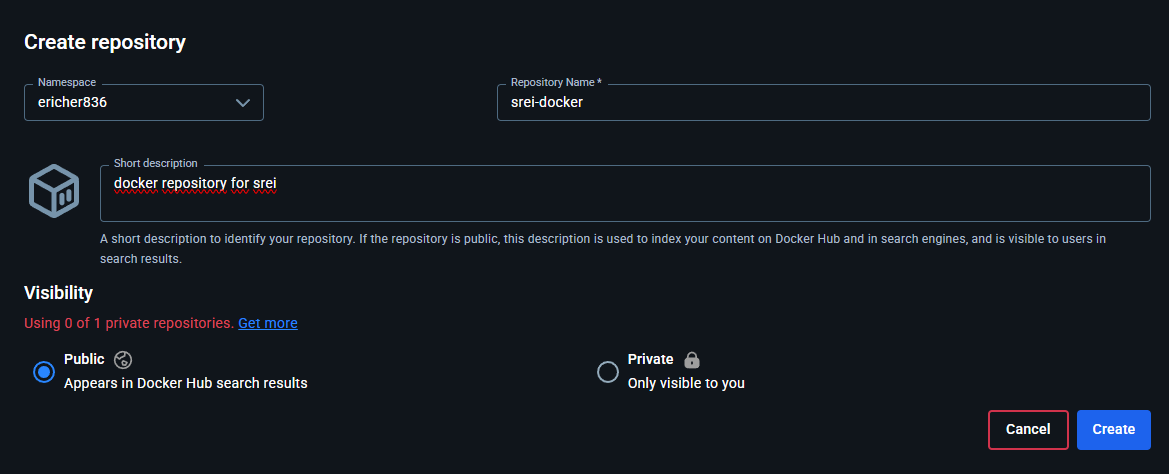 Create repository
Namespace
ericher836
Repository Name *
srei-docker
Short description
docker repository for srei
A short description to identify your repository. If the repository is public, this description is used to index your content on Docker Hub and in search engines, and is visible to users in
search results.
Visibility
Using 0 of 1 private repositories. Get more
Public
Appears in Docker Hub search results
Private
Only visible to you
Cancel
Create